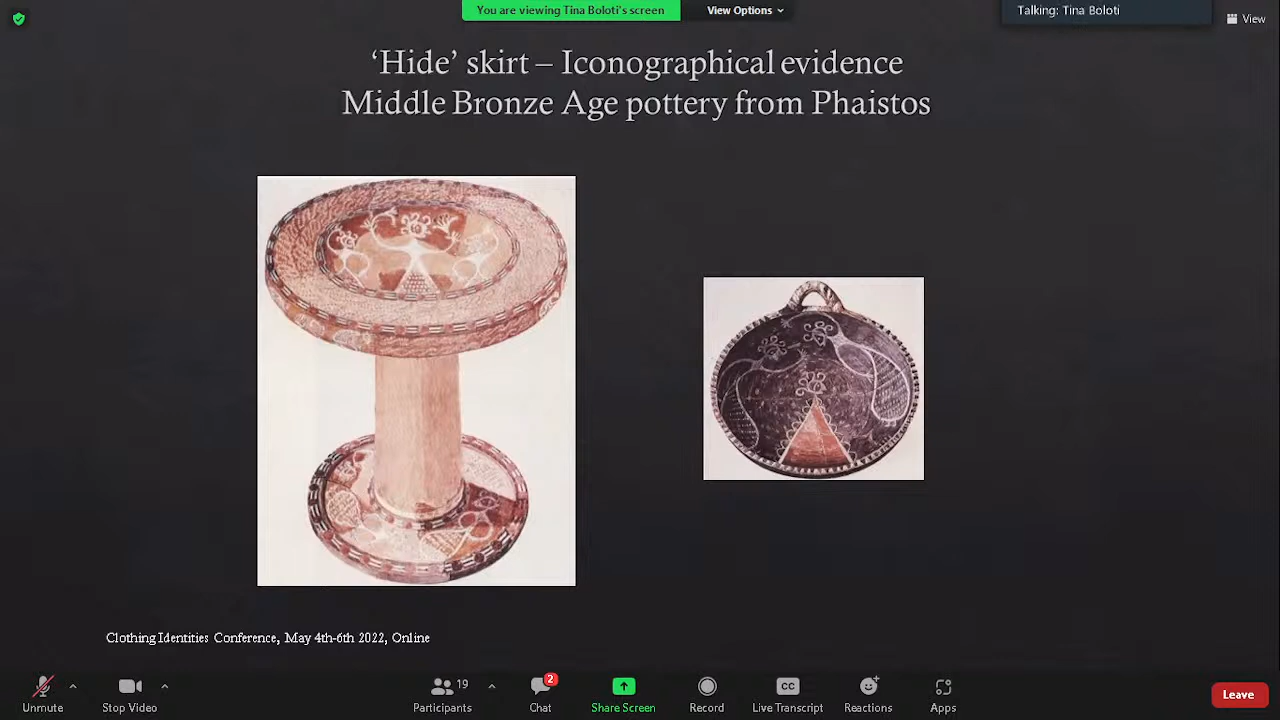 You are viewing Tina Boloti's screen
View Options
Talking: Tina Boloti
View
‘Hide’ skirt – Iconographical evidence
Middle Bronze Age pottery from Phaistos
Clothing Identities Conference, May 4th-6th 2022, Online
Unmute
Stop Video
19
Participants
2
Chat
Share Screen
Record
CC
Live Transcript
Reactions
Apps
Leave